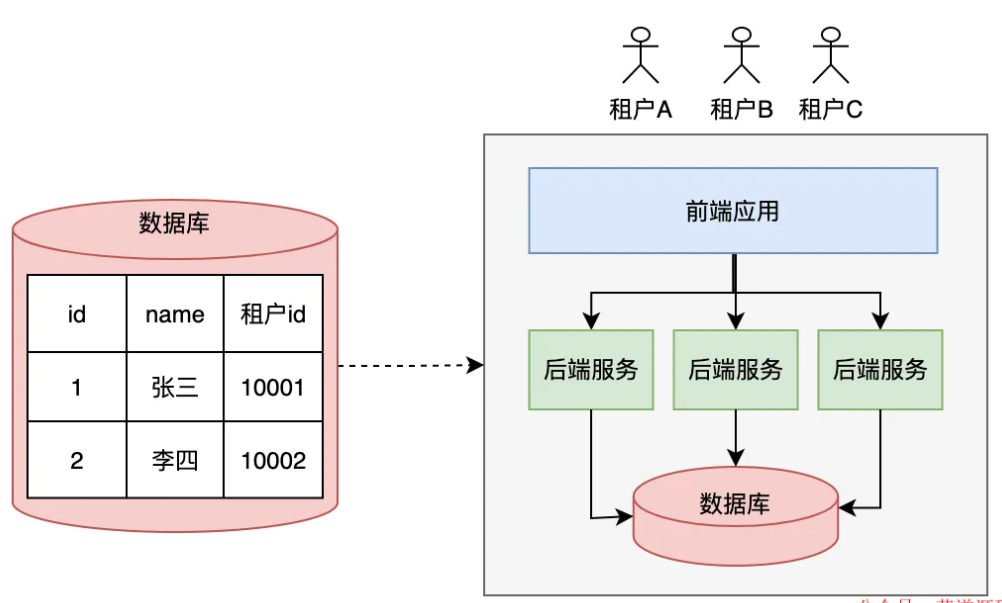 租户A 租户B 租户C
数据库
id name 租户id
1 张三 10001
2 李四 10002
前端应用
后端服务 后端服务 后端服务
数据库